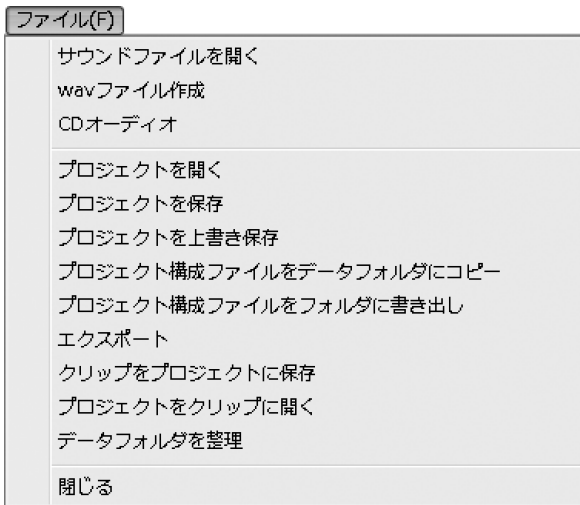 ファイル(F)
サウンドファイルを開く
wavファイル作成
CDオーディオ
プロジェクトを開く
プロジェクトを保存
プロジェクトを上書き保存
プロジェクト構成ファイルをデータフォルダにコピー
プロジェクト構成ファイルをフォルダに書き出し
エクスポート
クリップをプロジェクトに保存
プロジェクトをクリップに開く
データフォルダを整理
閉じる